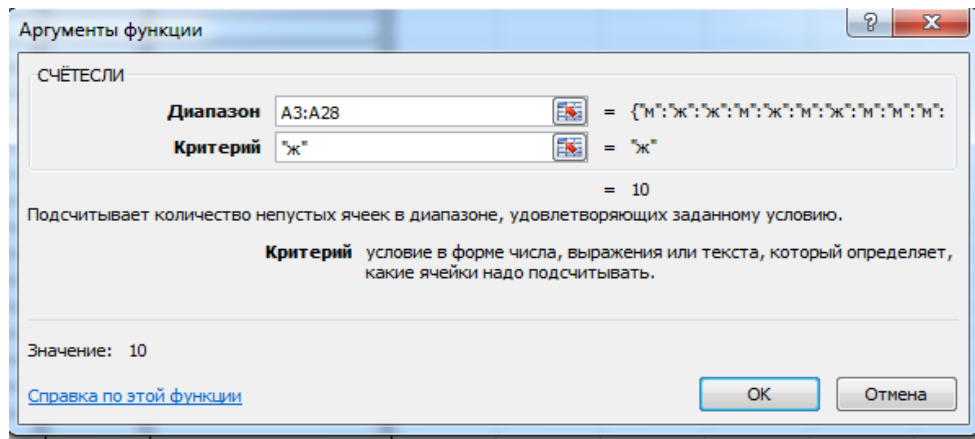 Аргументы функции
СЧЁТЕСЛИ
Диапазон A3:A28 = {"м":"ж":"ж":"м":"ж":"м":"ж":"м":"м":"м":
Критерий "ж" = "ж"
= 10
Подсчитывает количество непустых ячеек в диапазоне, удовлетворяющих заданному условию.
Критерий условие в форме числа, выражения или текста, который определяет,
какие ячейки надо подсчитывать.
Значение: 10
Справка по этой функции OK Отмена